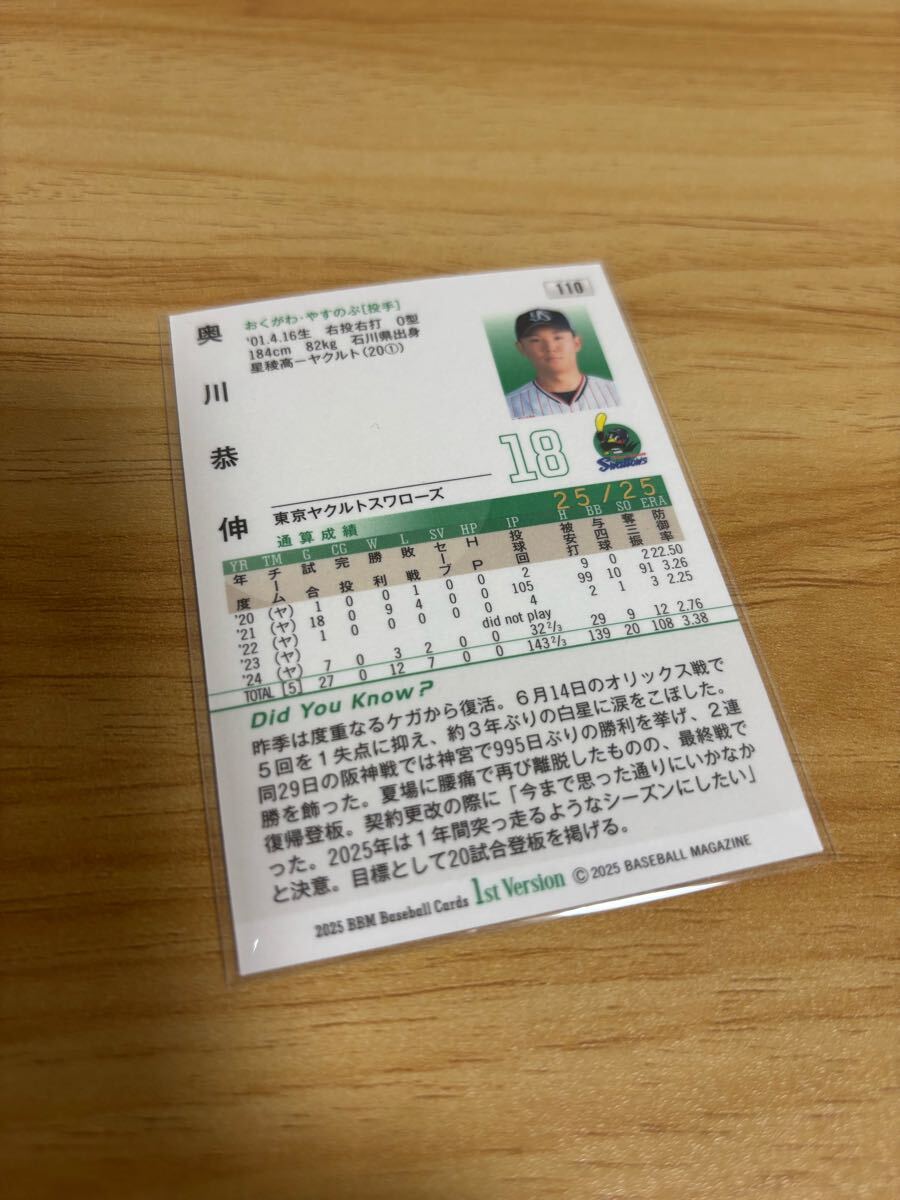 110
奥川恭伸
おくがわ・やすのぶ[投手]
'01.4.16生 右投右打 O型
184cm 82kg 石川県出身
星稜高―ヤクルト(20①)
18
Swallows
東京ヤクルトスワローズ
25/25
通算成績
YR TM G CG W L SV HP IP H BB SO ERA
年度 チーム 試合 完投 勝利 敗戦 セーブ HP 投球回 被安打 与四球 奪三振 防御率
'20 (ヤ) 1 0 0 1 0 0 2 9 0 2 22.50
'21 (ヤ) 18 0 9 4 0 0 105 99 10 91 3.26
'22 (ヤ) 1 0 0 0 0 0 4 2 1 3 2.25
'23 (ヤ) did not play
'24 (ヤ) 7 0 3 2 0 0 32 2/3 29 9 12 2.76
TOTAL [5] 27 0 12 7 0 0 143 2/3 139 20 108 3.38
Did You Know?
昨季は度重なるケガから復活。6月14日のオリックス戦で
5回を1失点に抑え、約3年ぶりの白星に涙をこぼした。
同29日の阪神戦では神宮で995日ぶりの勝利を挙げ、2連
勝を飾った。夏場に腰痛で再び離脱したものの、最終戦で
復帰登板。契約更改の際に「今まで思った通りにいかなか
った。2025年は1年間突っ走るようなシーズンにしたい」
と決意。目標として20試合登板を掲げる。
2025 BBM Baseball Cards 1st Version © 2025 BASEBALL MAGAZINE